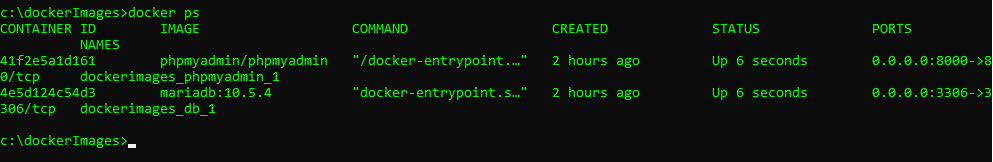 c:\dockerImages>docker ps
CONTAINER ID        IMAGE                   COMMAND                  CREATED             STATUS              PORTS
          NAMES
41f2e5a1d161        phpmyadmin/phpmyadmin   "/docker-entrypoint.…"   2 hours ago         Up 6 seconds        0.0.0.0:8000->8
0/tcp     dockerimages_phpmyadmin_1
4e5d124c54d3        mariadb:10.5.4          "docker-entrypoint.s…"   2 hours ago         Up 6 seconds        0.0.0.0:3306->3
306/tcp   dockerimages_db_1
c:\dockerImages>